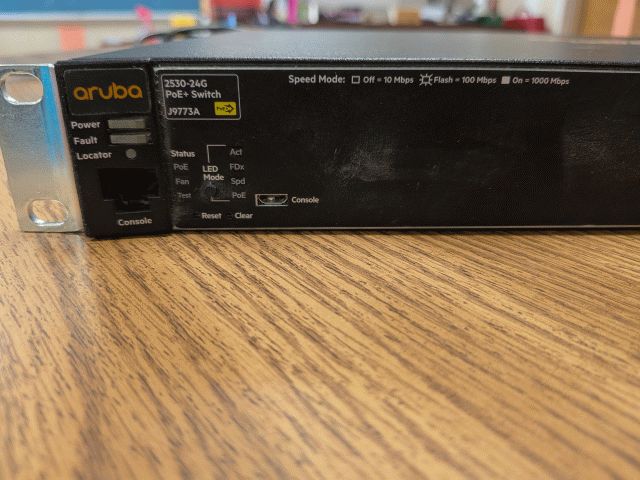 aruba
2530-24G
PoE+ Switch
J9773A
Speed Mode: Off = 10 Mbps Flash = 100 Mbps On = 1000 Mbps
Power
Fault
Locator
Console
Status
PoE
Fan
Test
LED
Mode
Act
FDx
Spd
PoE
Reset Clear
Console